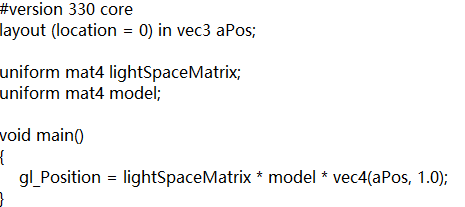 #version 330 core
layout (location = 0) in vec3 aPos;

uniform mat4 lightSpaceMatrix;
uniform mat4 model;

void main()
{
    gl_Position = lightSpaceMatrix * model * vec4(aPos, 1.0);
}